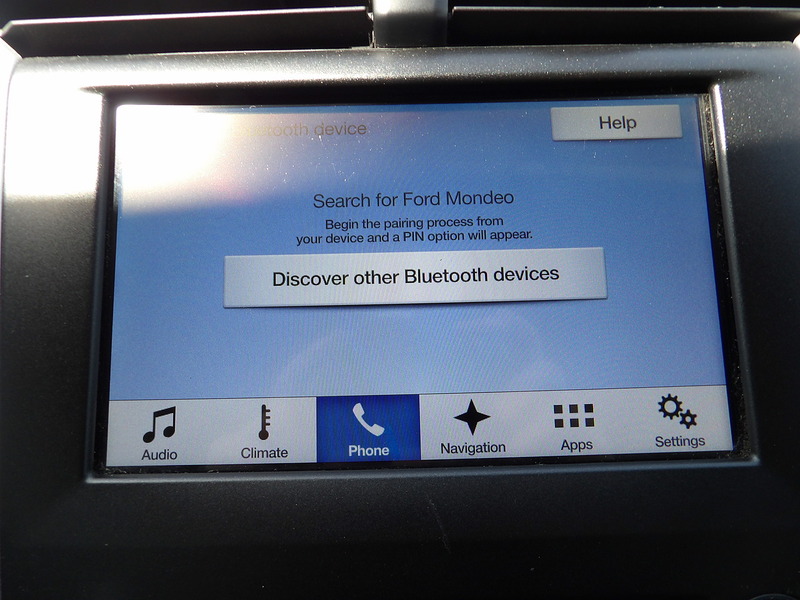 Bluetooth device
Help
Search for Ford Mondeo
Begin the pairing process from
your device and a PIN option will appear.
Discover other Bluetooth devices
Audio
Climate
Phone
Navigation
Apps
Settings